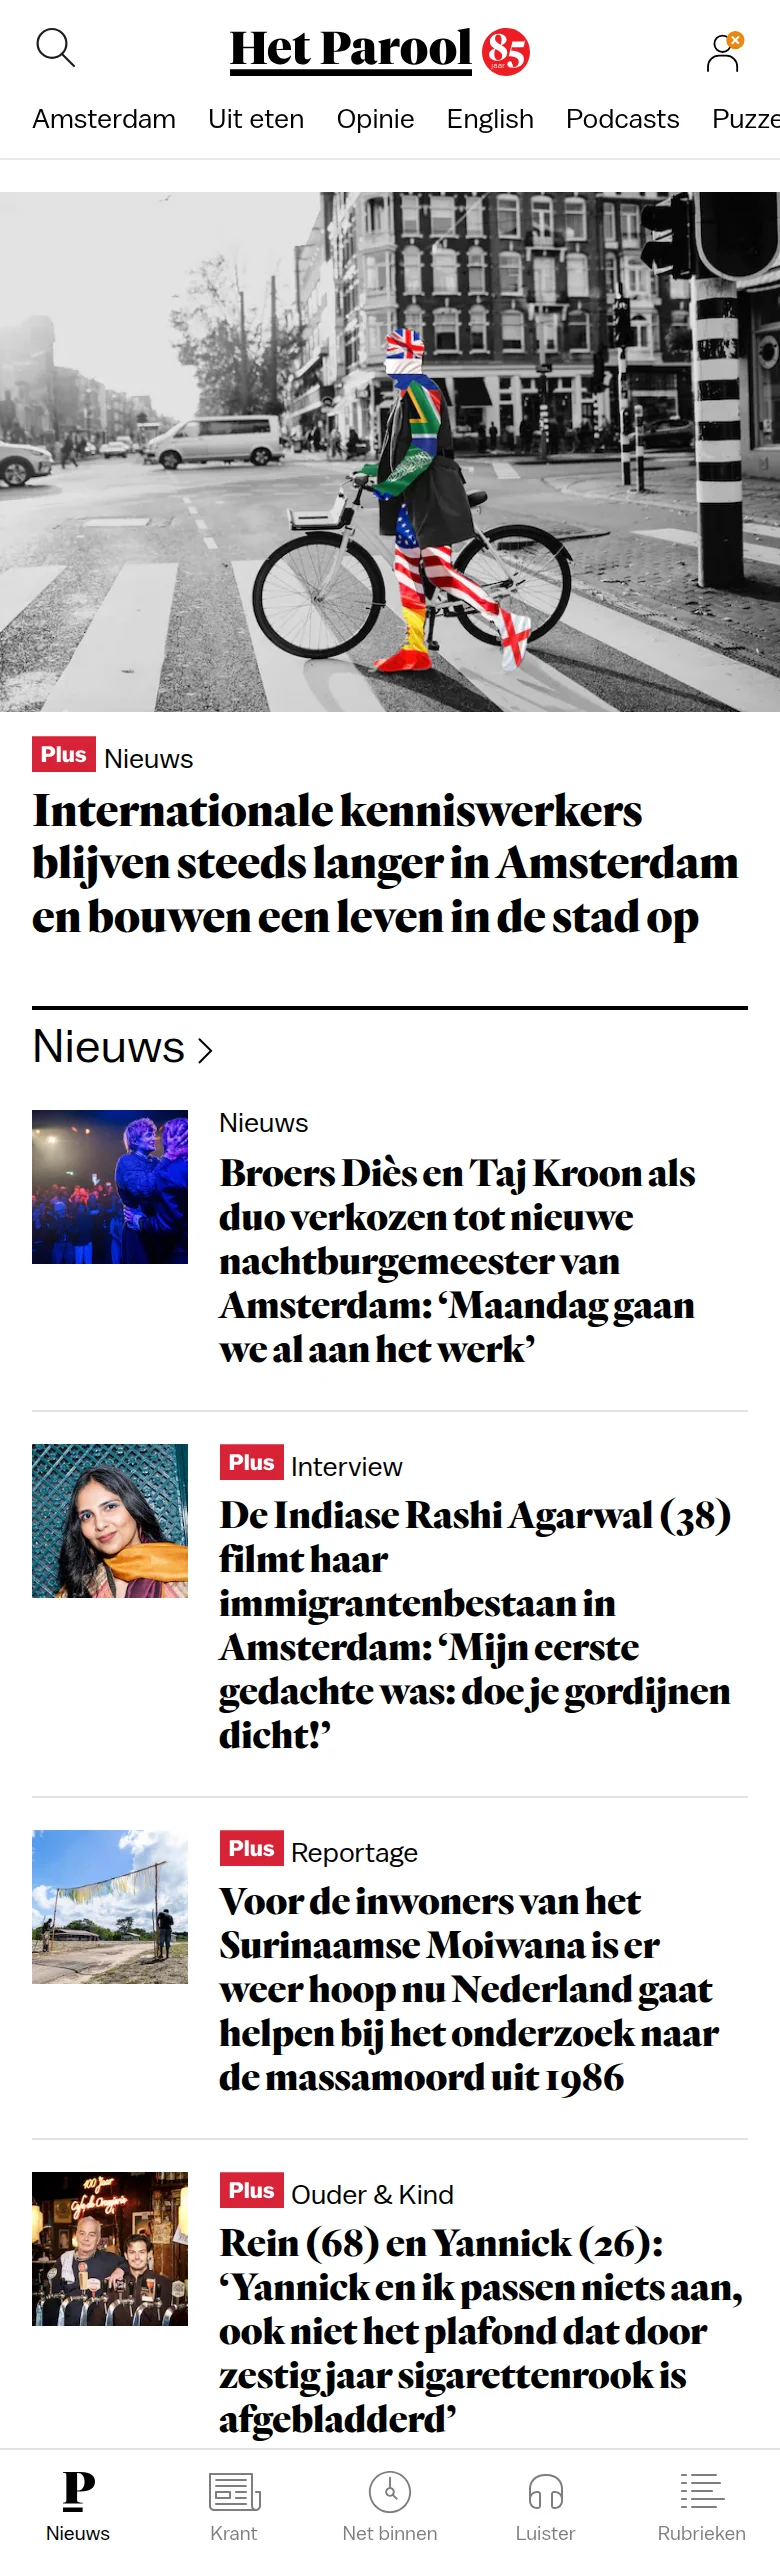 Het Parool
85
jaar
Amsterdam Uit eten Opinie English Podcasts Puzze
Plus Nieuws
Internationale kenniswerkers
blijven steeds langer in Amsterdam
en bouwen een leven in de stad op
Nieuws
Nieuws
Broers Diès en Taj Kroon als
duo verkozen tot nieuwe
nachtburgemeester van
Amsterdam: ‘Maandag gaan
we al aan het werk’
Plus Interview
De Indiase Rashi Agarwal (38)
filmt haar
immigrantenbestaan in
Amsterdam: ‘Mijn eerste
gedachte was: doe je gordijnen
dicht!’
Plus Reportage
Voor de inwoners van het
Surinaamse Moiwana is er
weer hoop nu Nederland gaat
helpen bij het onderzoek naar
de massamoord uit 1986
100 Jaar
Plus Ouder & Kind
Rein (68) en Yannick (26):
‘Yannick en ik passen niets aan,
ook niet het plafond dat door
zestig jaar sigarettenrook is
afgebladderd’
P
Nieuws Krant Net binnen Luister Rubrieken